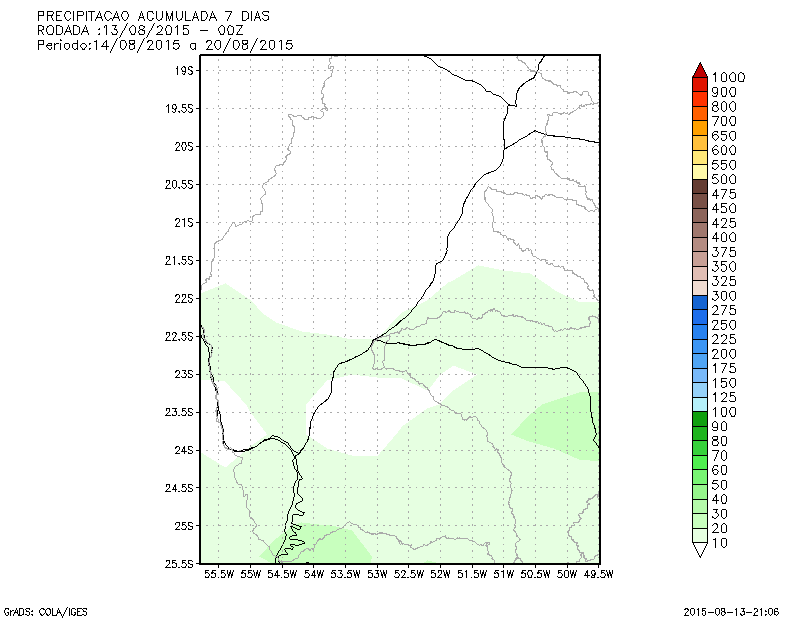 PRECIPITACAO ACUMULADA 7 DIAS
RODADA :13/08/2015 - 00Z
Periodo:14/08/2015 a 20/08/2015
19S
19.5S
20S
20.5S
21S
21.5S
22S
22.5S
23S
23.5S
24S
24.5S
25S
25.5S
55.5W 55W 54.5W 54W 53.5W 53W 52.5W 52W 51.5W 51W 50.5W 50W 49.5W
1000
900
800
700
650
600
550
500
475
450
425
400
375
350
325
300
275
250
225
200
175
150
125
100
90
80
70
60
50
40
30
20
10
GrADS: COLA/IGES
2015-08-13-21:06